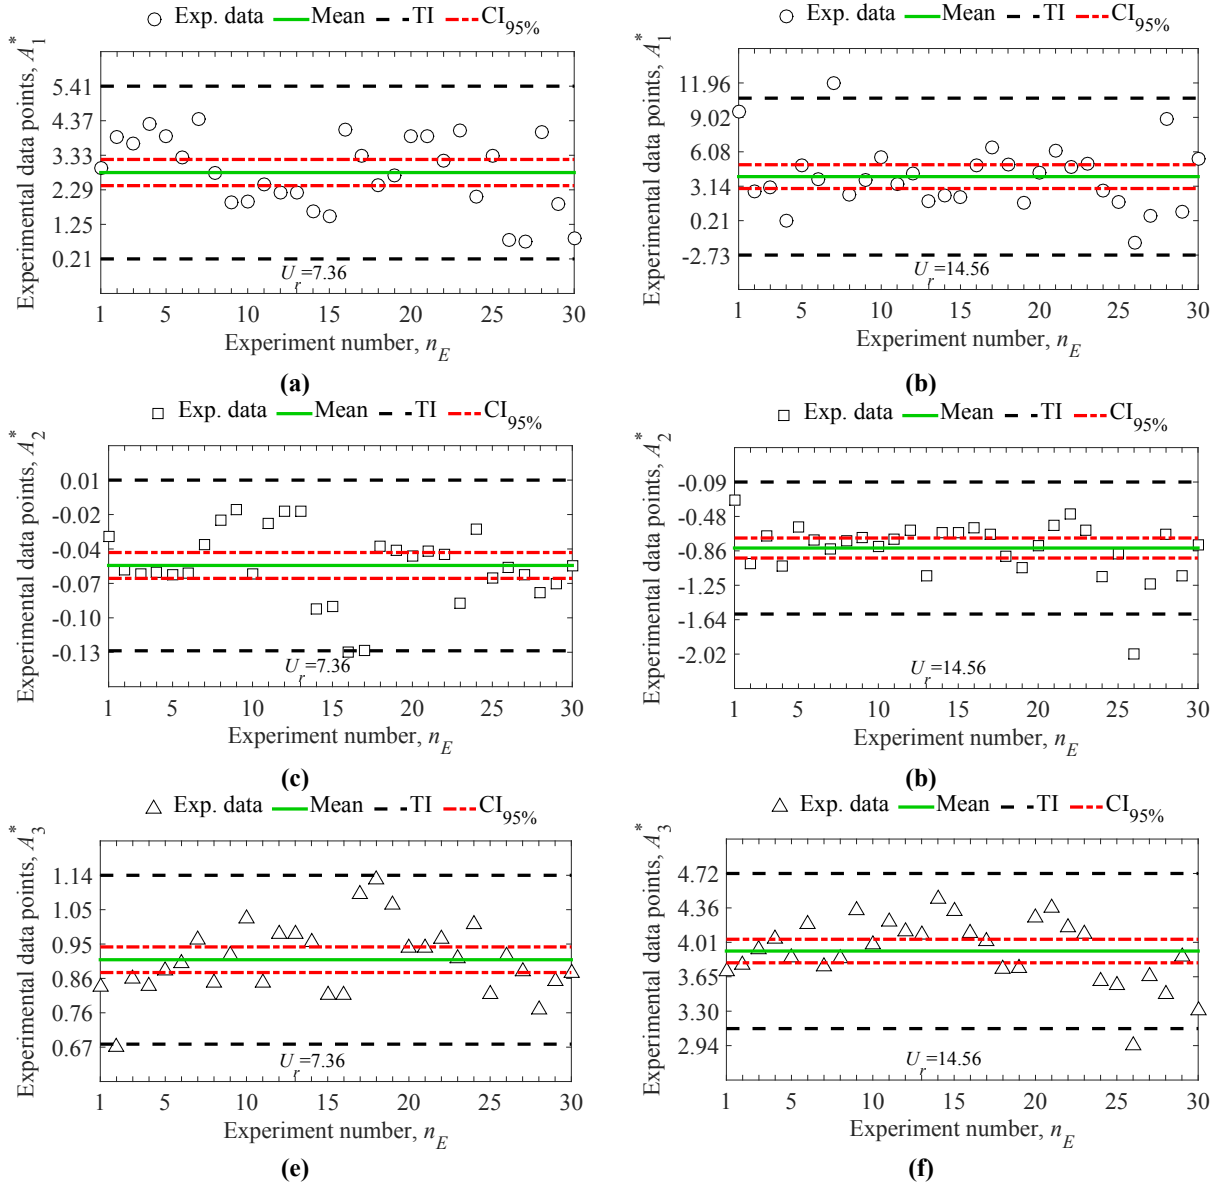 Exp. data Mean TI CI95%
Experimental data points, A1*
5.41
4.37
3.33
2.29
1.25
0.21
Ur=7.36
1 5 10 15 20 25 30
Experiment number, nE
(a)
Exp. data Mean TI CI95%
Experimental data points, A1*
11.96
9.02
6.08
3.14
0.21
-2.73
Ur=14.56
1 5 10 15 20 25 30
Experiment number, nE
(b)
Exp. data Mean TI CI95%
Experimental data points, A2*
0.01
-0.02
-0.04
-0.07
-0.10
-0.13
Ur=7.36
1 5 10 15 20 25 30
Experiment number, nE
(c)
Exp. data Mean TI CI95%
Experimental data points, A2*
-0.09
-0.48
-0.86
-1.25
-1.64
-2.02
Ur=14.56
1 5 10 15 20 25 30
Experiment number, nE
(b)
Exp. data Mean TI CI95%
Experimental data points, A3*
1.14
1.05
0.95
0.86
0.76
0.67
Ur=7.36
1 5 10 15 20 25 30
Experiment number, nE
(e)
Exp. data Mean TI CI95%
Experimental data points, A3*
4.72
4.36
4.01
3.65
3.30
2.94
Ur=14.56
1 5 10 15 20 25 30
Experiment number, nE
(f)